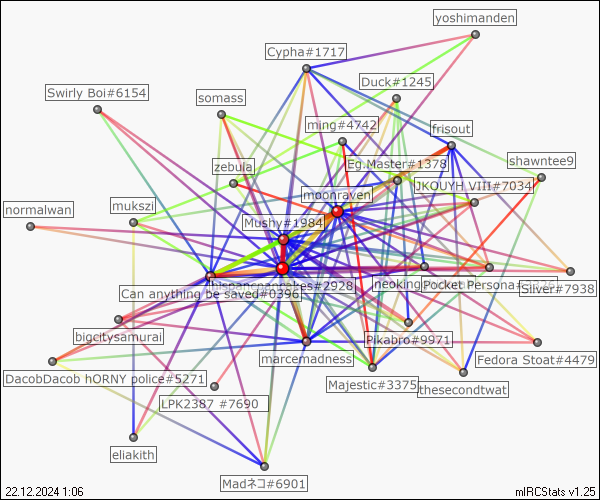 yoshimanden
Cypha#1717
Duck#1245
Swirly Boi#6154
somass
ming#4742
frisout
Eg.Master#1378
shawntee9
zebula
JKOUYH VIII#7034
moonraven
normalwan
mukszi
Mushy#1984
hispancpancakes#2928
neoking
Pocket Persona
Silver#7938
Can anything be saved#0396
bigcitysamurai
Pikabro#9971
marcemadness
Fedora Stoat#4479
DacobDacob hORNY police#5271
Majestic#3375
thesecondtwat
LPK2387 #7690
eliakith
Madネコ#6901
22.12.2024 1:06
mIRCStats v1.25